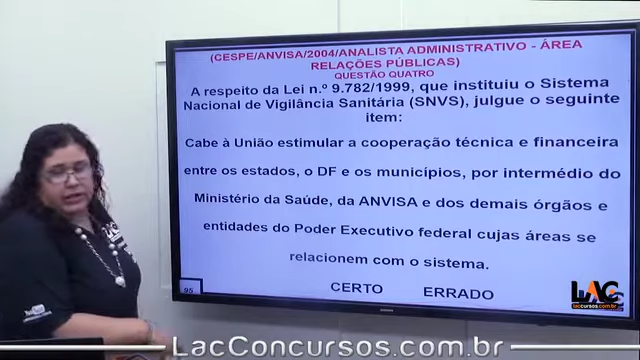 (CESPE/ANVISA/2004/ANALISTA ADMINISTRATIVO - ÁREA
RELAÇÕES PÚBLICAS)
QUESTÃO QUATRO
A respeito da Lei n.º 9.782/1999, que instituiu o Sistema
Nacional de Vigilância Sanitária (SNVS), julgue o seguinte
item:
Cabe à União estimular a cooperação técnica e financeira
entre os estados, o DF e os municípios, por intermédio do
Ministério da Saúde, da ANVISA e dos demais órgãos e
entidades do Poder Executivo federal cujas áreas se
relacionem com o sistema.
CERTO ERRADO
95
LAC
lacconcursos.com.br
LacConcursos.com.br